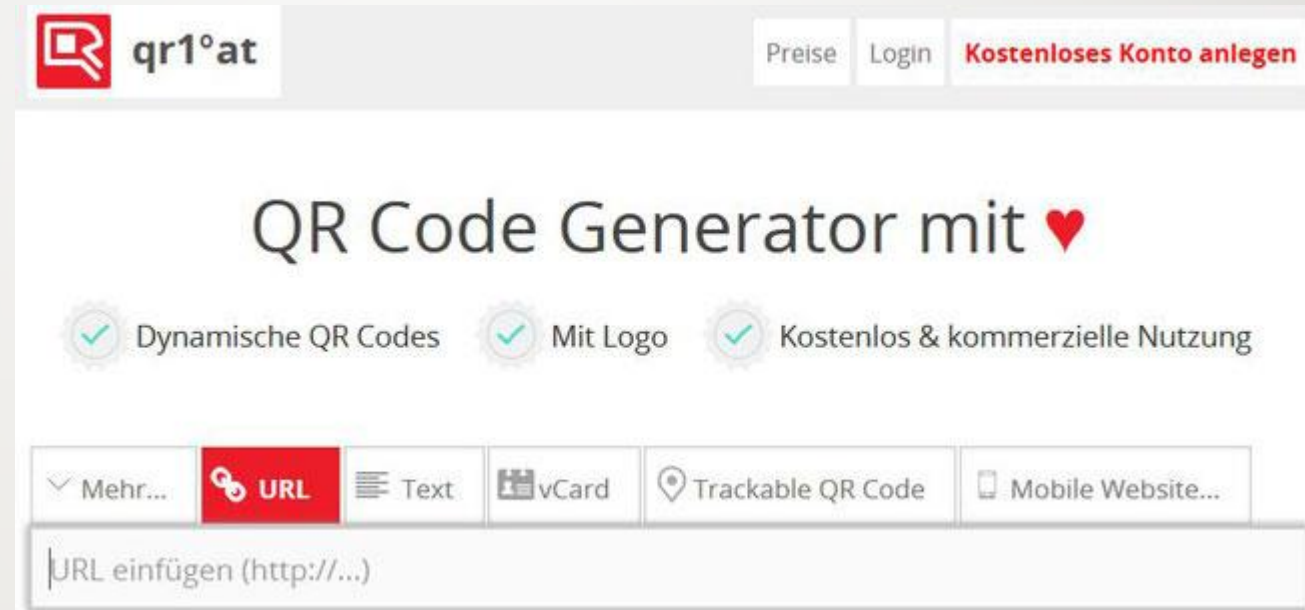 qr1°at
Preise Login Kostenloses Konto anlegen
QR Code Generator mit ♥
Dynamische QR Codes Mit Logo Kostenlos & kommerzielle Nutzung
Mehr... URL Text vCard Trackable QR Code Mobile Website...
URL einfügen (http://...)